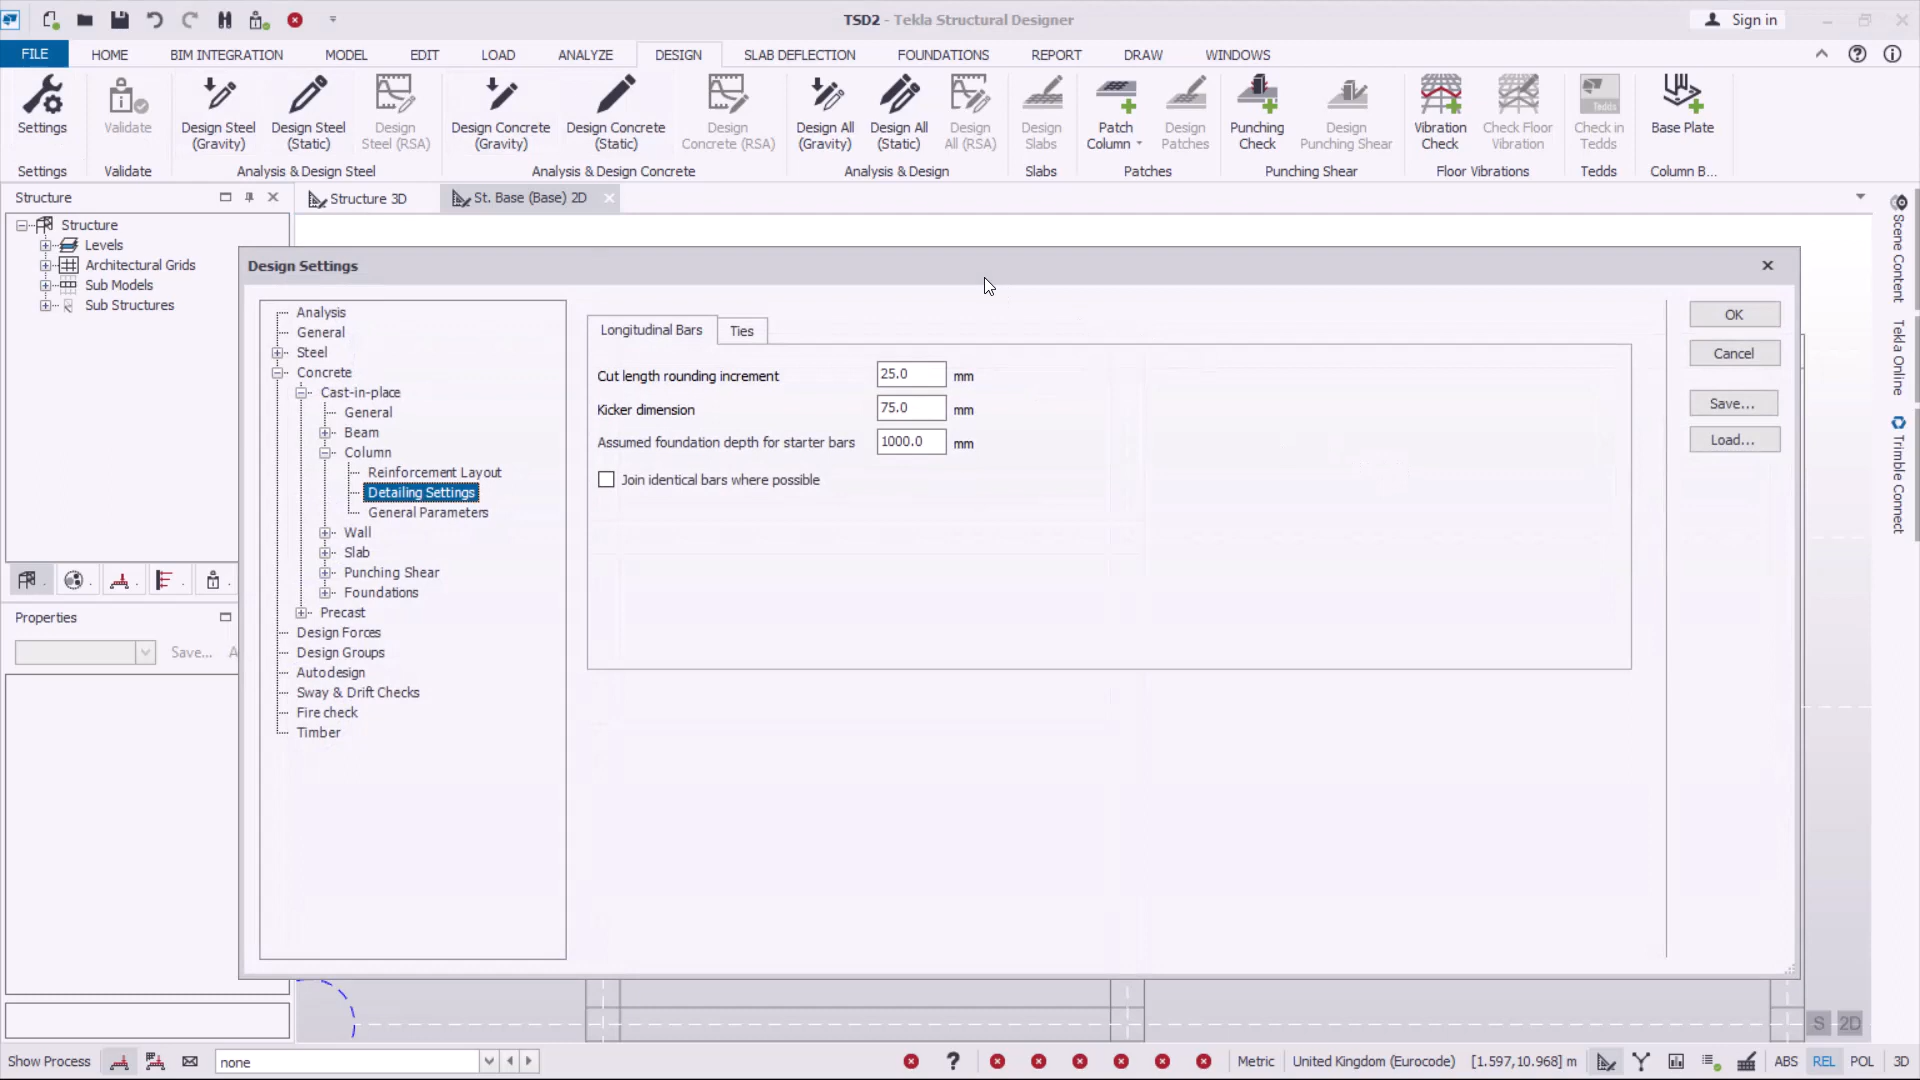 TSD2 - Tekla Structural Designer
Sign in
FILE HOME BIM INTEGRATION MODEL EDIT LOAD ANALYZE DESIGN SLAB DEFLECTION FOUNDATIONS REPORT DRAW WINDOWS
Settings
Validate
Design Steel
(Gravity)
Design Steel
(Static)
Design
Steel (RSA)
Design Concrete
(Gravity)
Design Concrete
(Static)
Design
Concrete (RSA)
Design All
(Gravity)
Design All
(Static)
Design
All (RSA)
Design
Slabs
Patch
Column
Design
Patches
Punching
Check
Design
Punching Shear
Vibration
Check
Check Floor
Vibration
Tedds
Check in
Tedds
Base Plate
Settings Validate Analysis & Design Steel Analysis & Design Concrete Analysis & Design Slabs Patches Punching Shear Floor Vibrations Tedds Column B...
Structure
Structure 3D
St. Base (Base) 2D
Structure
Levels
Architectural Grids
Sub Models
Sub Structures
Properties
Save... A
Design Settings
Analysis
General
Steel
Concrete
Cast-in-place
General
Beam
Column
Reinforcement Layout
Detailing Settings
General Parameters
Wall
Slab
Punching Shear
Foundations
Precast
Design Forces
Design Groups
Autodesign
Sway & Drift Checks
Fire check
Timber
Longitudinal Bars Ties
Cut length rounding increment 25.0 mm
Kicker dimension 75.0 mm
Assumed foundation depth for starter bars 1000.0 mm
Join identical bars where possible
OK
Cancel
Save...
Load...
Scene Content
Tekla Online
Trimble Connect
S 2D
Show Process none Metric United Kingdom (Eurocode) [1.597,10.968] m ABS REL POL 3D